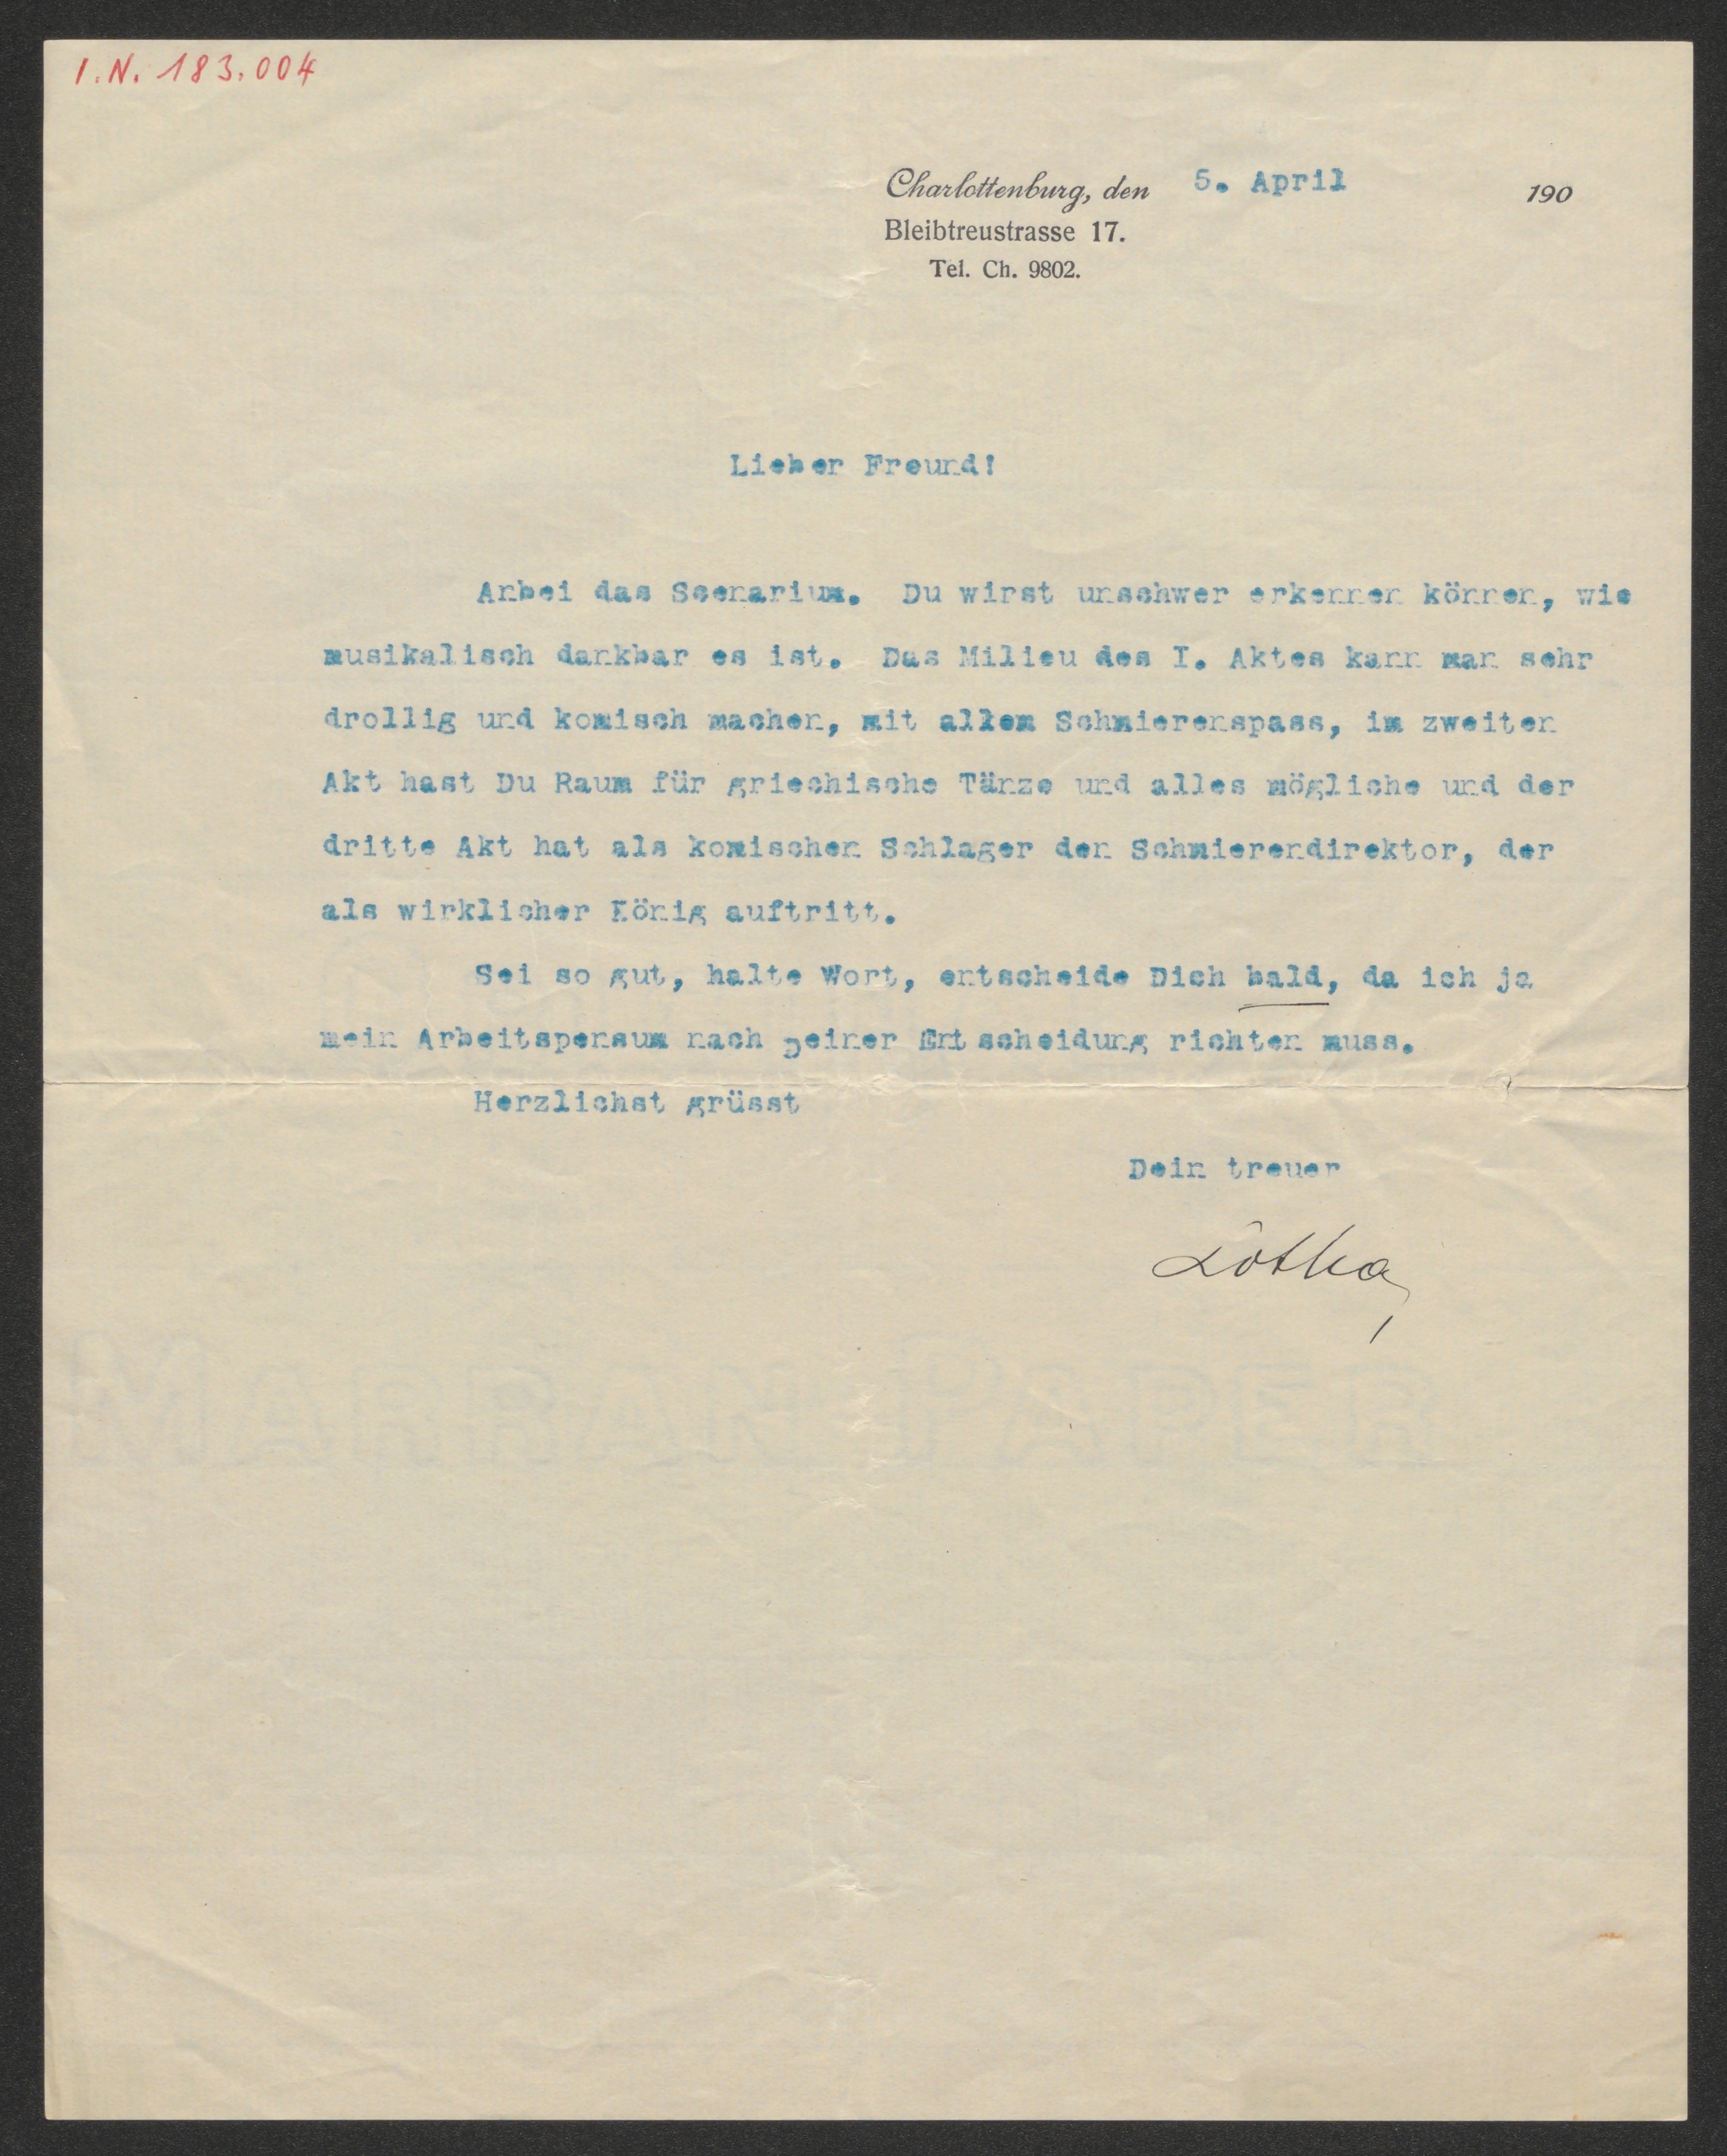 I.N. 183.004
Charlottenburg, den 5. April 190
Bleibtreustrasse 17.
Tel. Ch. 9802.
Lieber Freund!
Anbei das Scenarium. Du wirst unschwer erkennen können, wie
musikalisch dankbar es ist. Das Milieu des I. Aktes kann man sehr
drollig und komisch machen, mit allem Schmierenspass, im zweiten
Akt hast Du Raum für griechische Tänze und alles mögliche und der
dritte Akt hat als komischen Schlager den Schmierendirektor, der
als wirklicher König auftritt.
Sei so gut, halte Wort, entscheide Dich bald, da ich ja
mein Arbeitspensum nach Deiner Entscheidung richten muss.
Herzlichst grüsst
Dein treuer
Lothar